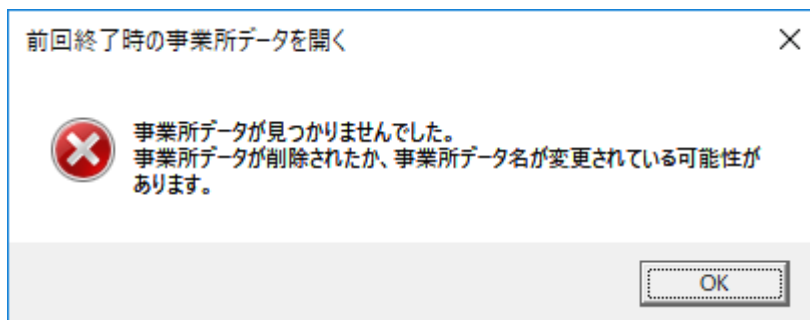 前回終了時の事業所データを開く
事業所データが見つかりませんでした。
事業所データが削除されたか、事業所データ名が変更されている可能性が
あります。
OK